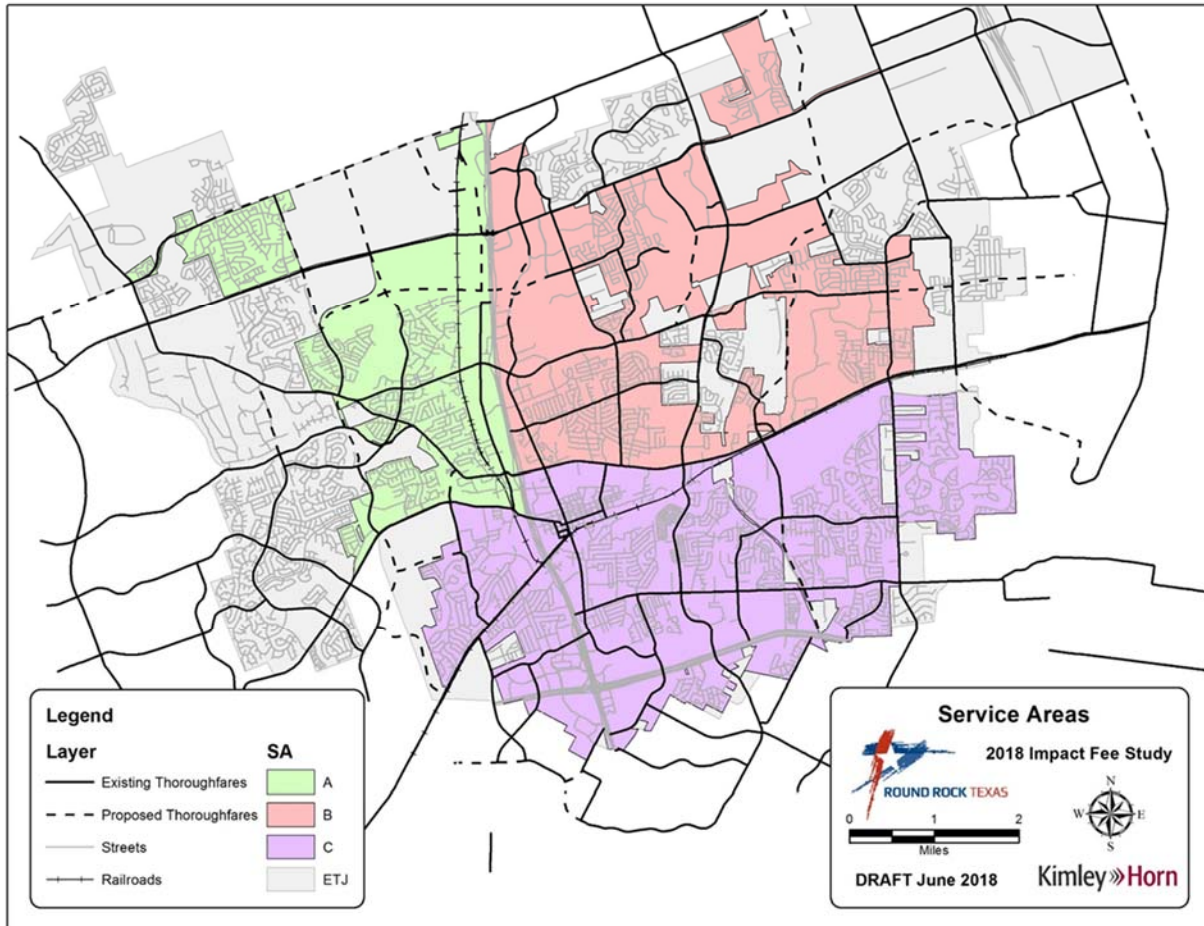 Legend
Layer
Existing Thoroughfares
Proposed Thoroughfares
Streets
Railroads
SA
A
B
C
ETJ
Service Areas
2018 Impact Fee Study
ROUND ROCK TEXAS
0 1 2
Miles
N
W E
S
DRAFT June 2018
Kimley»Horn